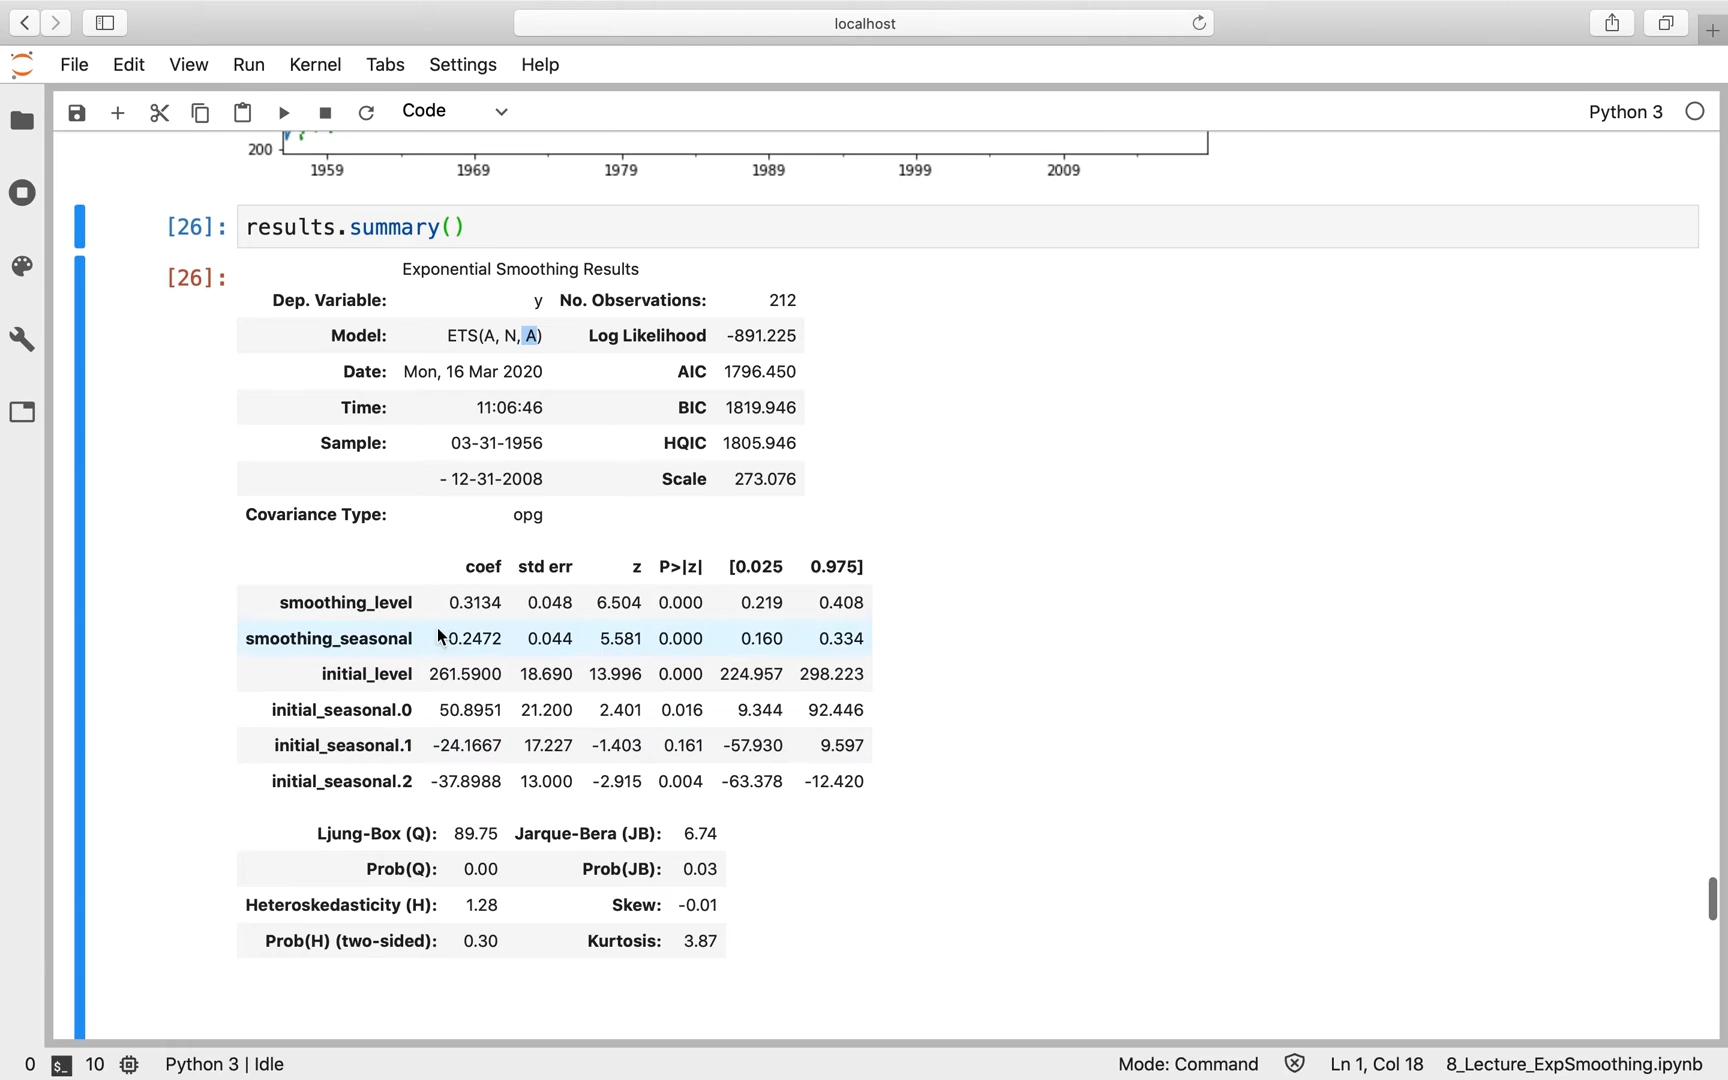 localhost
File Edit View Run Kernel Tabs Settings Help
Code Python 3
200
1959 1969 1979 1989 1999 2009
[26]: results.summary()
[26]: Exponential Smoothing Results
Dep. Variable: y No. Observations: 212
Model: ETS(A, N, A) Log Likelihood -891.225
Date: Mon, 16 Mar 2020 AIC 1796.450
Time: 11:06:46 BIC 1819.946
Sample: 03-31-1956 HQIC 1805.946
- 12-31-2008 Scale 273.076
Covariance Type: opg
coef std err z P>|z| [0.025 0.975]
smoothing_level 0.3134 0.048 6.504 0.000 0.219 0.408
smoothing_seasonal 0.2472 0.044 5.581 0.000 0.160 0.334
initial_level 261.5900 18.690 13.996 0.000 224.957 298.223
initial_seasonal.0 50.8951 21.200 2.401 0.016 9.344 92.446
initial_seasonal.1 -24.1667 17.227 -1.403 0.161 -57.930 9.597
initial_seasonal.2 -37.8988 13.000 -2.915 0.004 -63.378 -12.420
Ljung-Box (Q): 89.75 Jarque-Bera (JB): 6.74
Prob(Q): 0.00 Prob(JB): 0.03
Heteroskedasticity (H): 1.28 Skew: -0.01
Prob(H) (two-sided): 0.30 Kurtosis: 3.87
0 $_ 10 Python 3 | Idle Mode: Command Ln 1, Col 18 8_Lecture_ExpSmoothing.ipynb